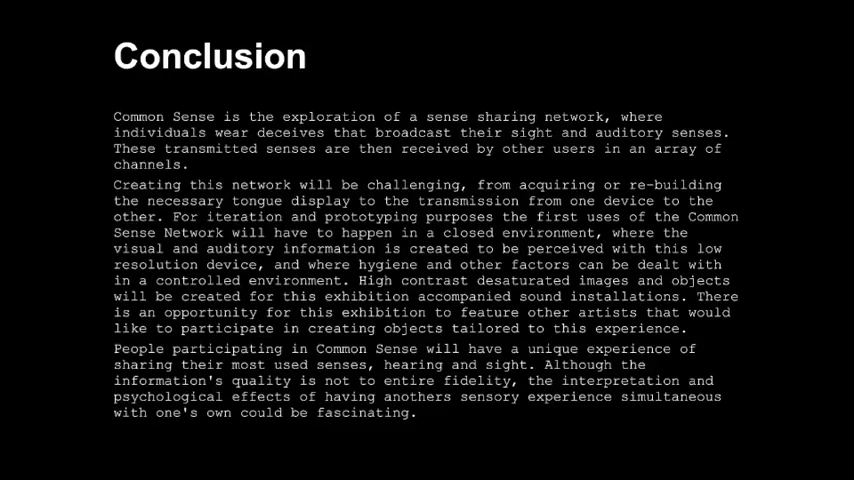 Conclusion
Common Sense is the exploration of a sense sharing network, where
individuals wear deceives that broadcast their sight and auditory senses.
These transmitted senses are then received by other users in an array of
channels.
Creating this network will be challenging, from acquiring or re-building
the necessary tongue display to the transmission from one device to the
other. For iteration and prototyping purposes the first uses of the Common
Sense Network will have to happen in a closed environment, where the
visual and auditory information is created to be perceived with this low
resolution device, and where hygiene and other factors can be dealt with
in a controlled environment. High contrast desaturated images and objects
will be created for this exhibition accompanied sound installations. There
is an opportunity for this exhibition to feature other artists that would
like to participate in creating objects tailored to this experience.
People participating in Common Sense will have a unique experience of
sharing their most used senses, hearing and sight. Although the
information's quality is not to entire fidelity, the interpretation and
psychological effects of having anothers sensory experience simultaneous
with one's own could be fascinating.